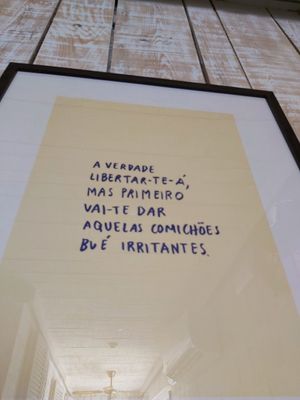 A VERDADE
LIBERTAR-TE-Á,
MAS PRIMEIRO
VAI-TE DAR
AQUELAS COMICHÕES
BUÉ IRRITANTES.